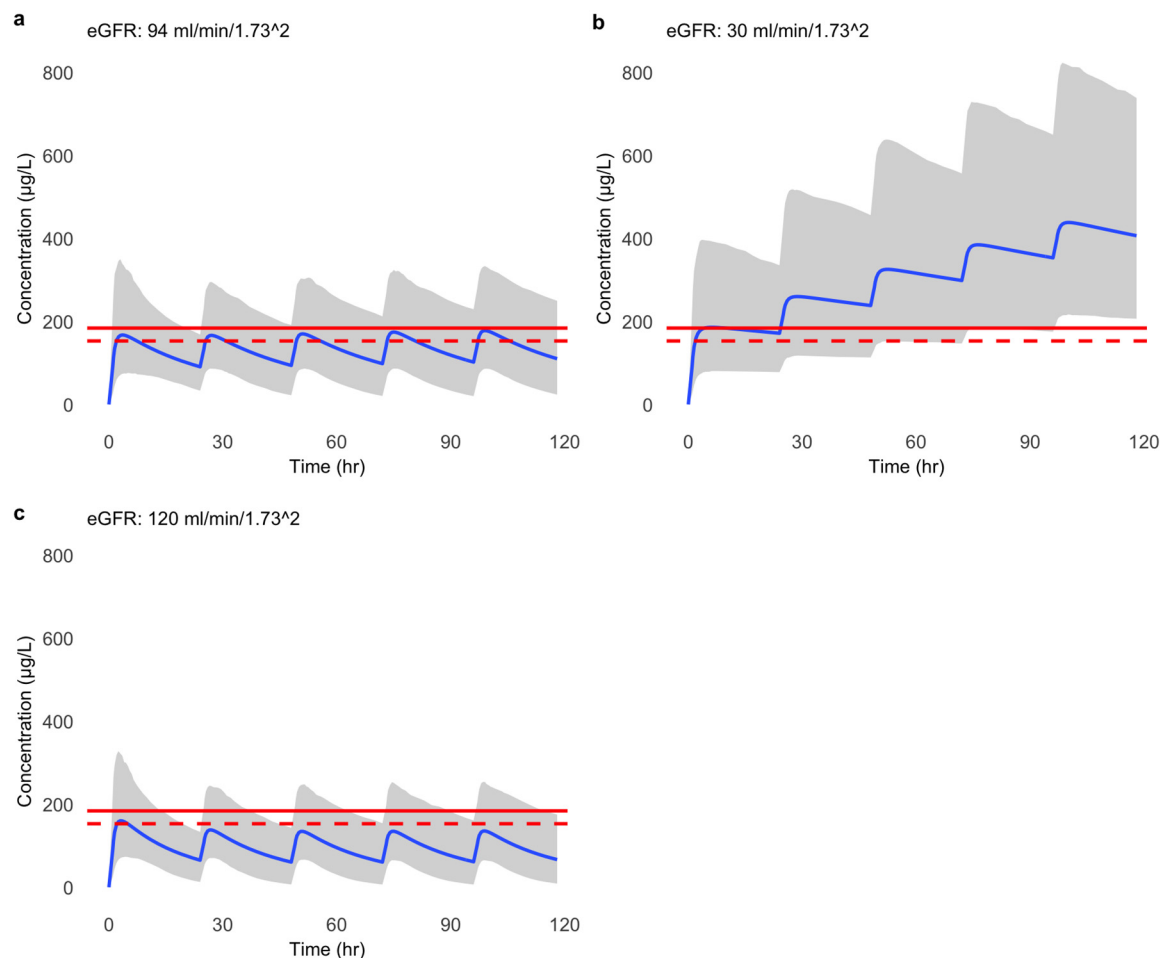 a
eGFR: 94 ml/min/1.73^2
800
600
400
200
0
Concentration (µg/L)
0 30 60 90 120
Time (hr)
b
eGFR: 30 ml/min/1.73^2
800
600
400
200
0
Concentration (µg/L)
0 30 60 90 120
Time (hr)
c
eGFR: 120 ml/min/1.73^2
800
600
400
200
0
Concentration (µg/L)
0 30 60 90 120
Time (hr)